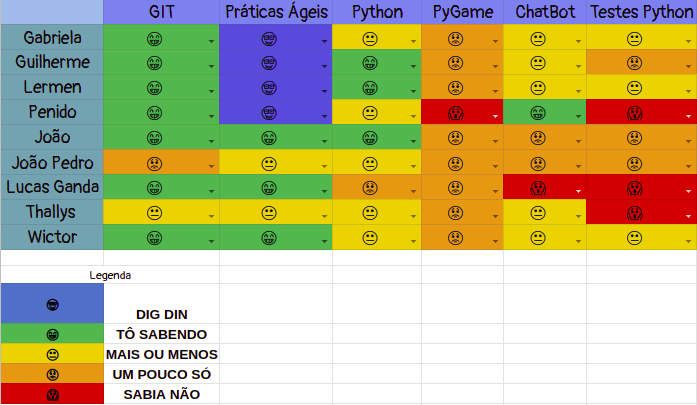 GIT Práticas Ágeis Python PyGame ChatBot Testes Python
Gabriela
Guilherme
Lermen
Penido
João
João Pedro
Lucas Ganda
Thallys
Wictor
Legenda
DIG DIN
TÔ SABENDO
MAIS OU MENOS
UM POUCO SÓ
SABIA NÃO